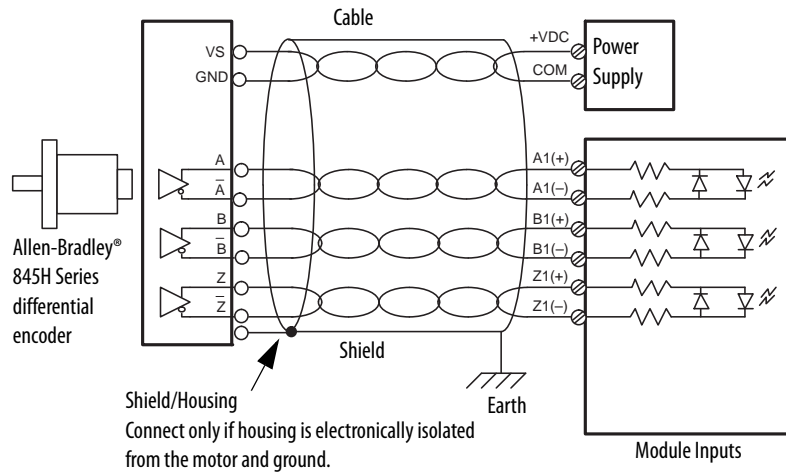 Cable
VS
GND
+VDC
COM
Power
Supply
A
A̅
B
B̅
Z
Z̅
A1(+)
A1(–)
B1(+)
B1(–)
Z1(+)
Z1(–)
Allen-Bradley®
845H Series
differential
encoder
Shield
Earth
Shield/Housing
Connect only if housing is electronically isolated
from the motor and ground.
Module Inputs